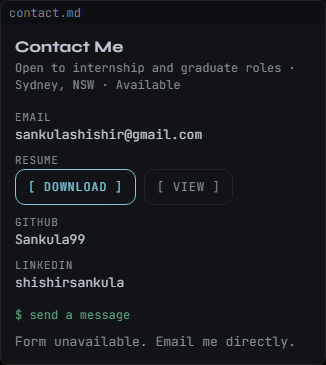 contact.md
Contact Me
Open to internship and graduate roles ·
Sydney, NSW · Available
EMAIL
sankulashishir@gmail.com
RESUME
[ DOWNLOAD ] [ VIEW ]
GITHUB
Sankula99
LINKEDIN
shishirsankula
$ send a message
Form unavailable. Email me directly.